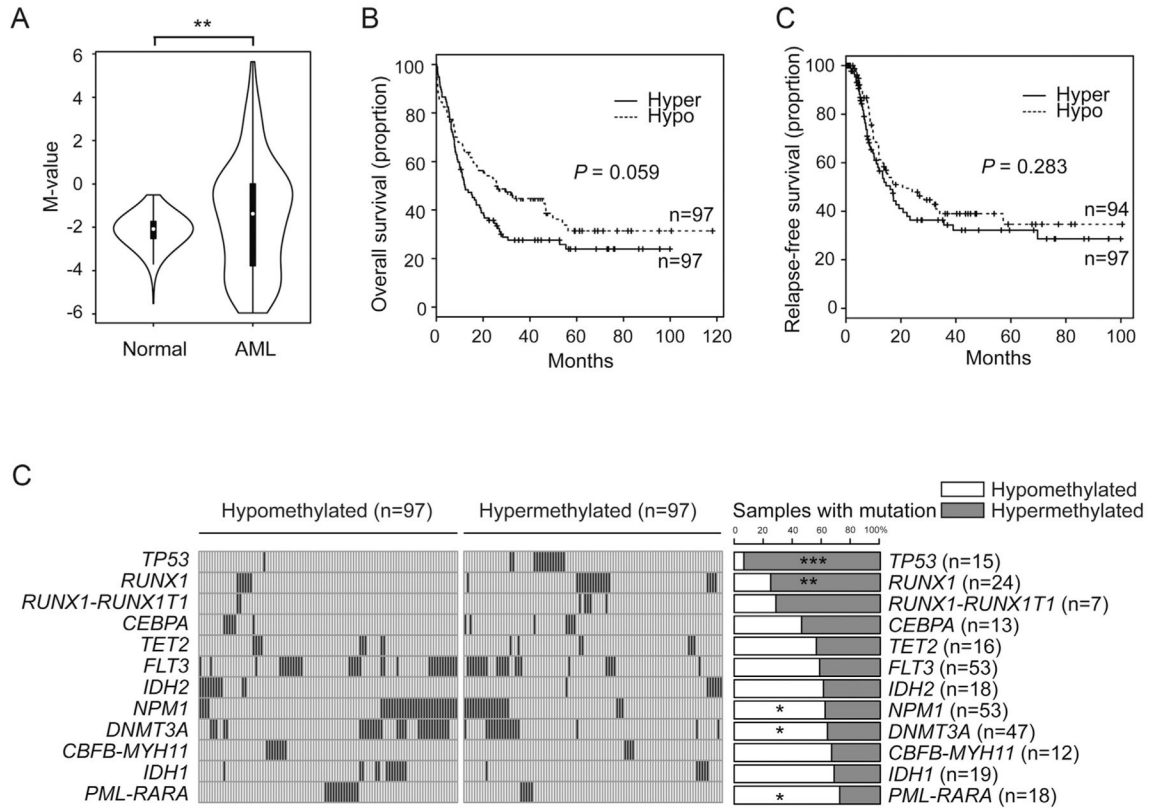 A
**
M-value
6
4
2
0
-2
-4
-6
Normal
AML
B
Overall survival (proprtion)
100
80
60
40
20
0
Hyper
Hypo
P = 0.059
n=97
n=97
0
20
40
60
80
100
120
Months
C
Relapse-free survival (proprtion)
100
80
60
40
20
0
Hyper
Hypo
P = 0.283
n=94
n=97
0
20
40
60
80
100
Months
C
Hypomethylated (n=97)
Hypermethylated (n=97)
Samples with mutation
Hypomethylated
Hypermethylated
0 20 40 60 80 100%
TP53
*** TP53 (n=15)
RUNX1
** RUNX1 (n=24)
RUNX1-RUNX1T1
RUNX1-RUNX1T1 (n=7)
CEBPA
CEBPA (n=13)
TET2
TET2 (n=16)
FLT3
FLT3 (n=53)
IDH2
IDH2 (n=18)
NPM1
* NPM1 (n=53)
DNMT3A
* DNMT3A (n=47)
CBFB-MYH11
CBFB-MYH11 (n=12)
IDH1
IDH1 (n=19)
PML-RARA
* PML-RARA (n=18)